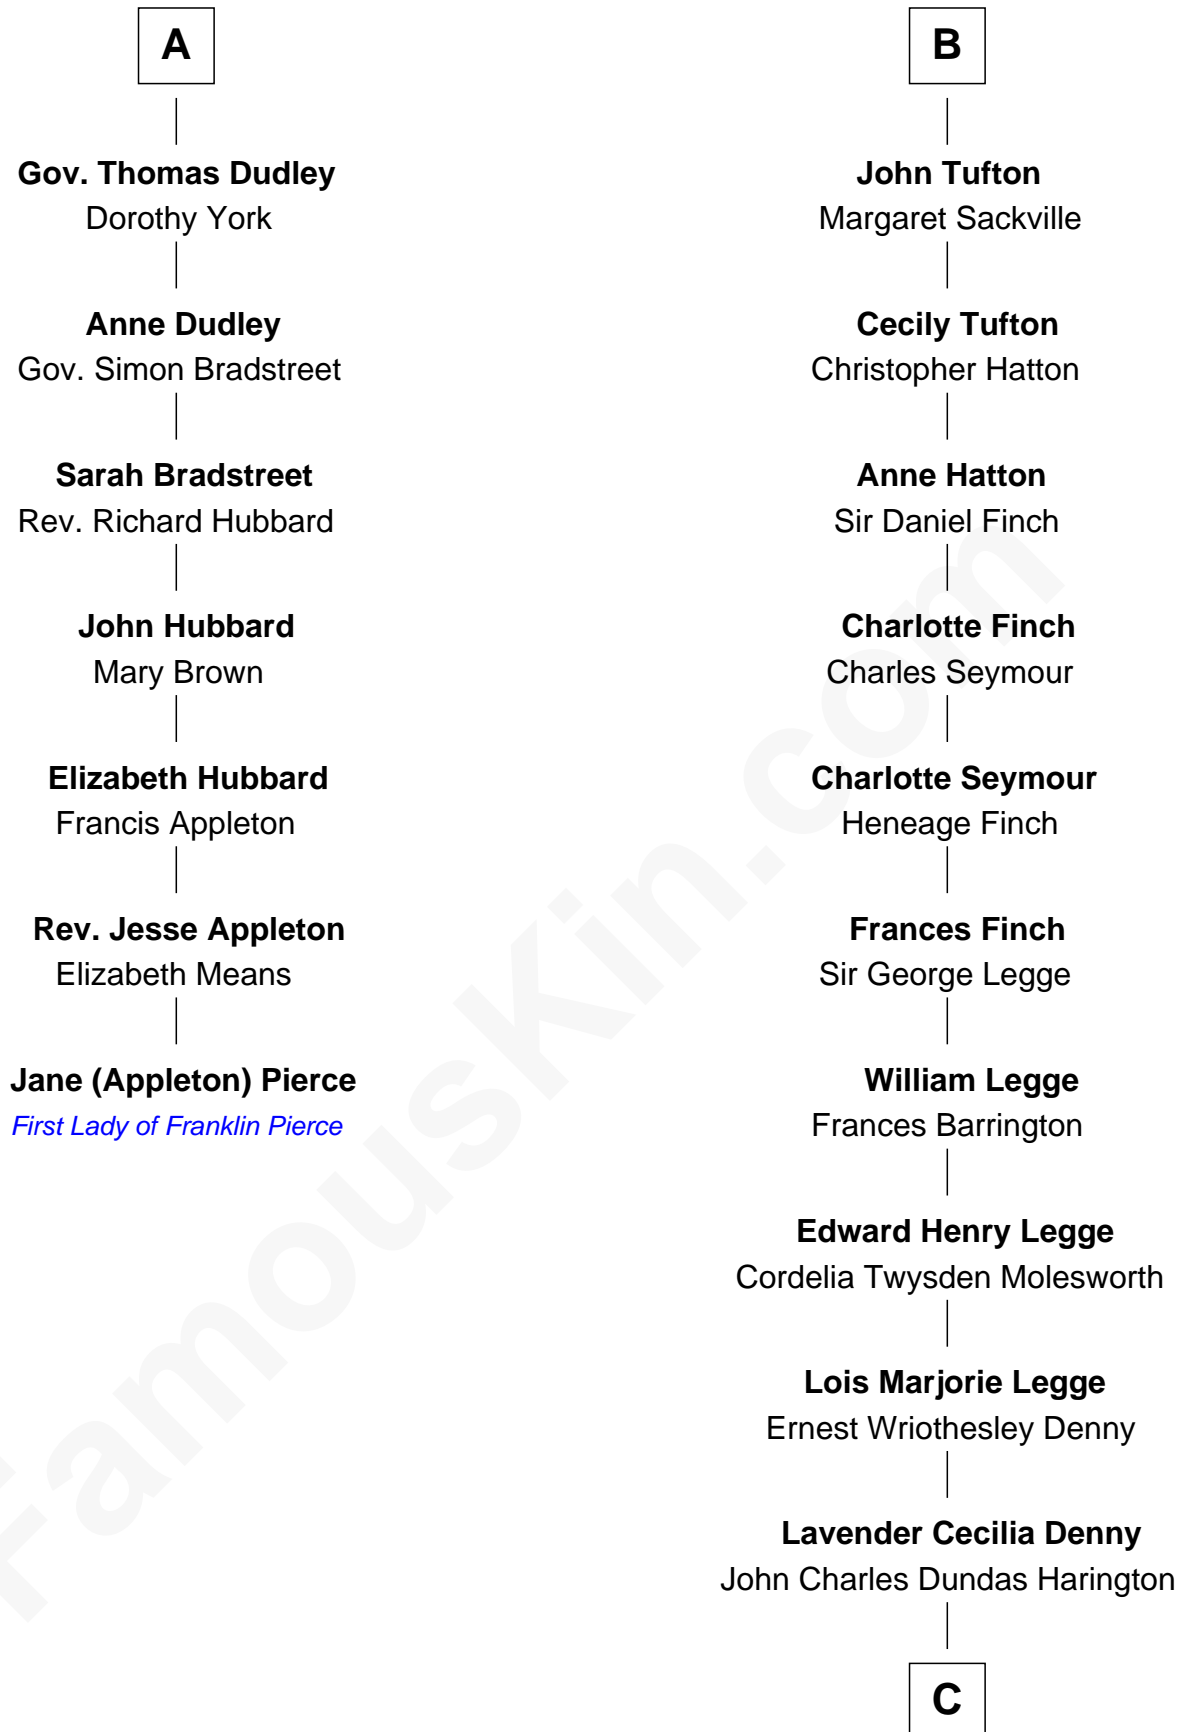 A
Gov. Thomas Dudley
Dorothy York
Anne Dudley
Gov. Simon Bradstreet
Sarah Bradstreet
Rev. Richard Hubbard
John Hubbard
Mary Brown
Elizabeth Hubbard
Francis Appleton
Rev. Jesse Appleton
Elizabeth Means
Jane (Appleton) Pierce
First Lady of Franklin Pierce
B
John Tufton
Margaret Sackville
Cecily Tufton
Christopher Hatton
Anne Hatton
Sir Daniel Finch
Charlotte Finch
Charles Seymour
Charlotte Seymour
Heneage Finch
Frances Finch
Sir George Legge
William Legge
Frances Barrington
Edward Henry Legge
Cordelia Twysden Molesworth
Lois Marjorie Legge
Ernest Wriothesley Denny
Lavender Cecilia Denny
John Charles Dundas Harington
C
FamousKin.com